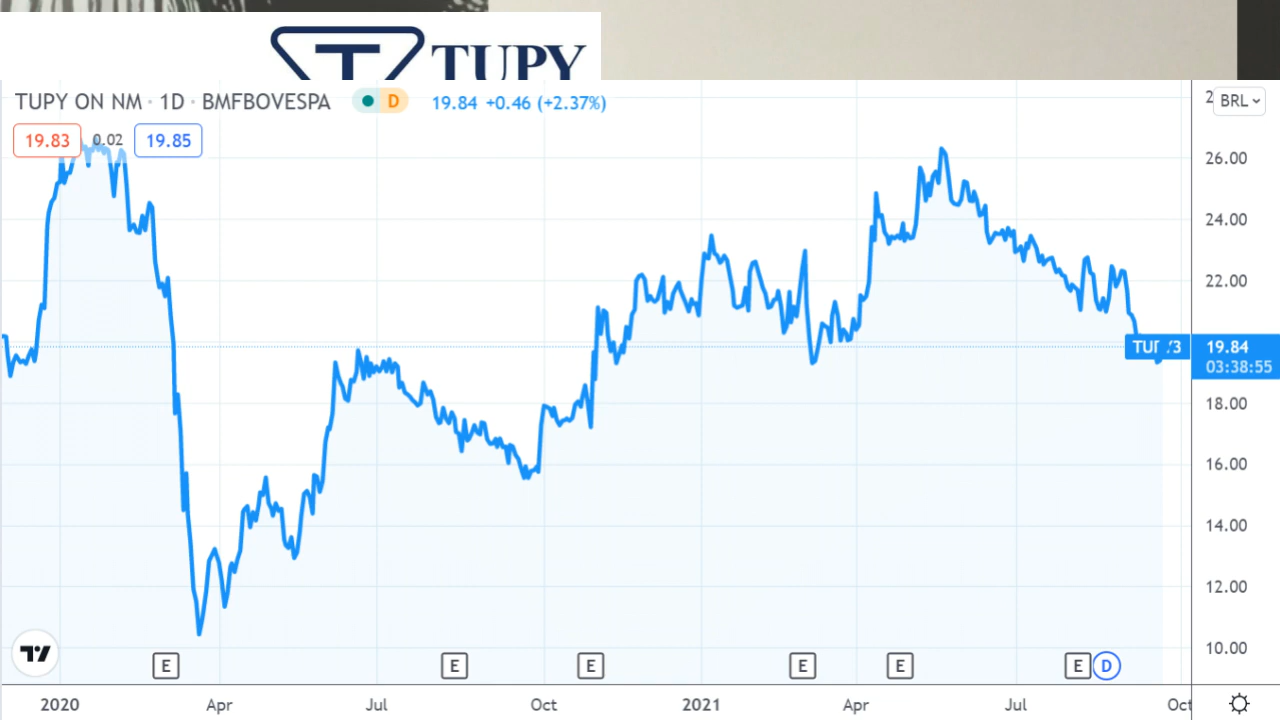 TUPY
TUPY ON NM · 1D · BMFBOVESPA D 19.84 +0.46 (+2.37%)
BRL
19.83 0.02 19.85
26.00
24.00
22.00
19.84
03:38:55
18.00
16.00
14.00
12.00
10.00
E E E E E E D
2020 Apr Jul Oct 2021 Apr Jul Oct